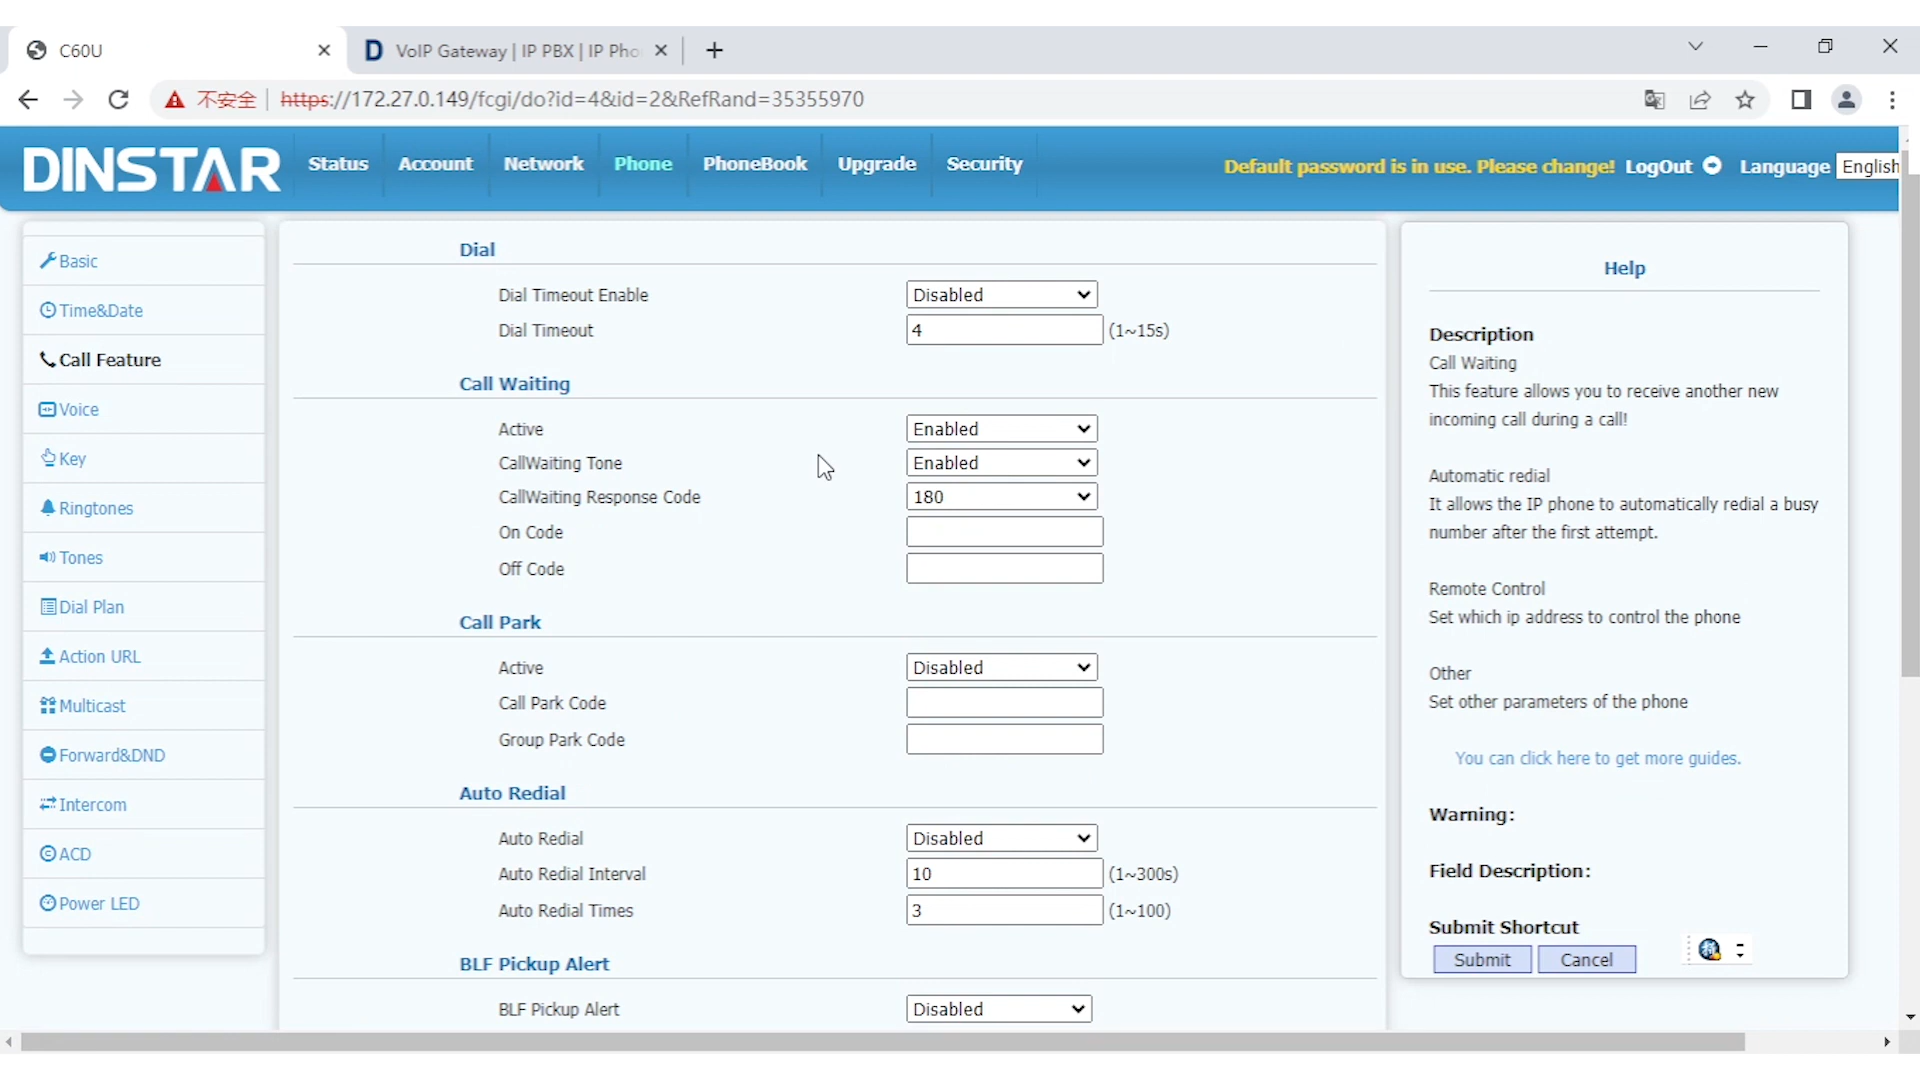 C60U
VoIP Gateway | IP PBX | IP Pho
不安全 https://172.27.0.149/fcgi/do?id=4&id=2&RefRand=35355970
DINSTAR Status Account Network Phone PhoneBook Upgrade Security Default password is in use. Please change! LogOut Language English
Basic
Time&Date
Call Feature
Voice
Key
Ringtones
Tones
Dial Plan
Action URL
Multicast
Forward&DND
Intercom
ACD
Power LED
Dial
Dial Timeout Enable Disabled
Dial Timeout 4 (1~15s)
Call Waiting
Active Enabled
CallWaiting Tone Enabled
CallWaiting Response Code 180
On Code
Off Code
Call Park
Active Disabled
Call Park Code
Group Park Code
Auto Redial
Auto Redial Disabled
Auto Redial Interval 10 (1~300s)
Auto Redial Times 3 (1~100)
BLF Pickup Alert
BLF Pickup Alert Disabled
Help
Description
Call Waiting
This feature allows you to receive another new
incoming call during a call!
Automatic redial
It allows the IP phone to automatically redial a busy
number after the first attempt.
Remote Control
Set which ip address to control the phone
Other
Set other parameters of the phone
You can click here to get more guides.
Warning:
Field Description:
Submit Shortcut
Submit Cancel